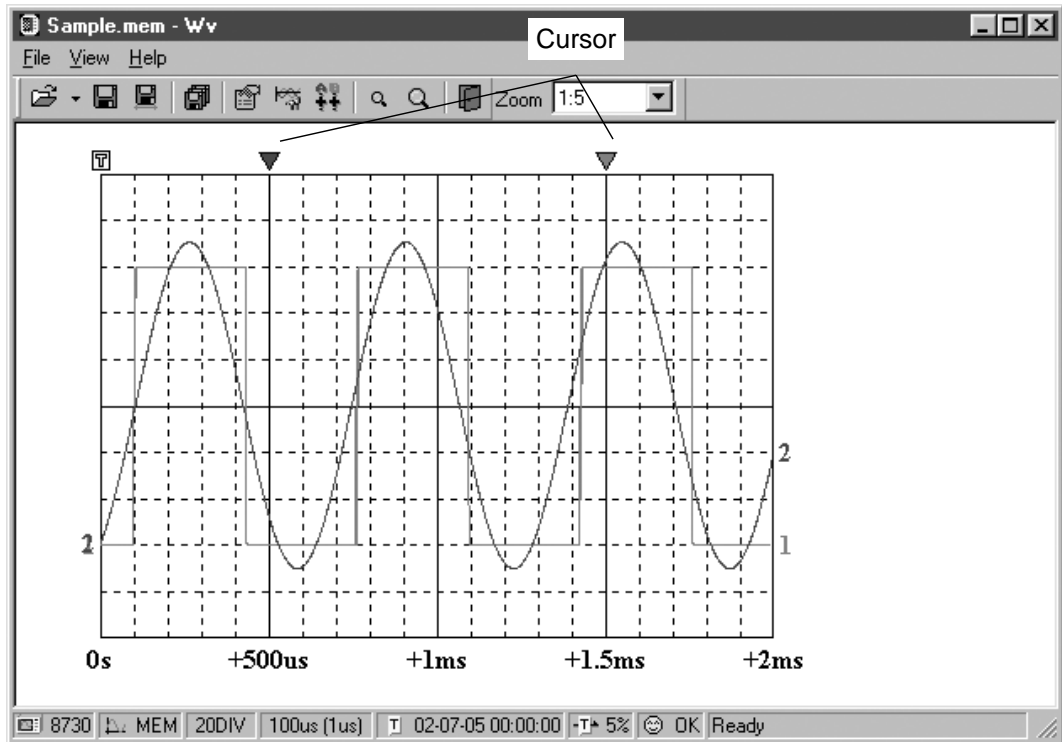 Sample.mem - Wv
Cursor
File View Help
Zoom 1:5
T
2
2 1
0s +500us +1ms +1.5ms +2ms
8730 MEM 20DIV 100us (1us) T 02-07-05 00:00:00 -T- 5% OK Ready